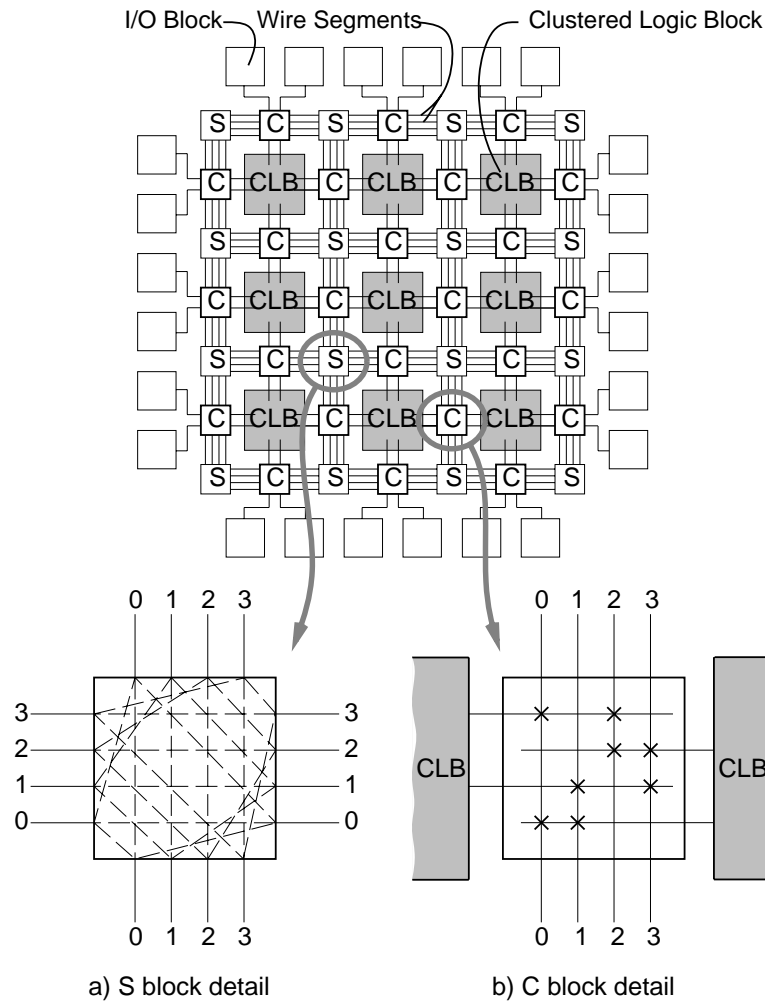 I/O Block Wire Segments Clustered Logic Block
S C S C S C S
C CLB C CLB C CLB C
S C S C S C S
C CLB C CLB C CLB C
S C S C S C S
C CLB C CLB C CLB C
S C S C S C S
0 1 2 3 0 1 2 3
3 3
2 2
1 1
0 0
CLB CLB
0 1 2 3 0 1 2 3
a) S block detail b) C block detail